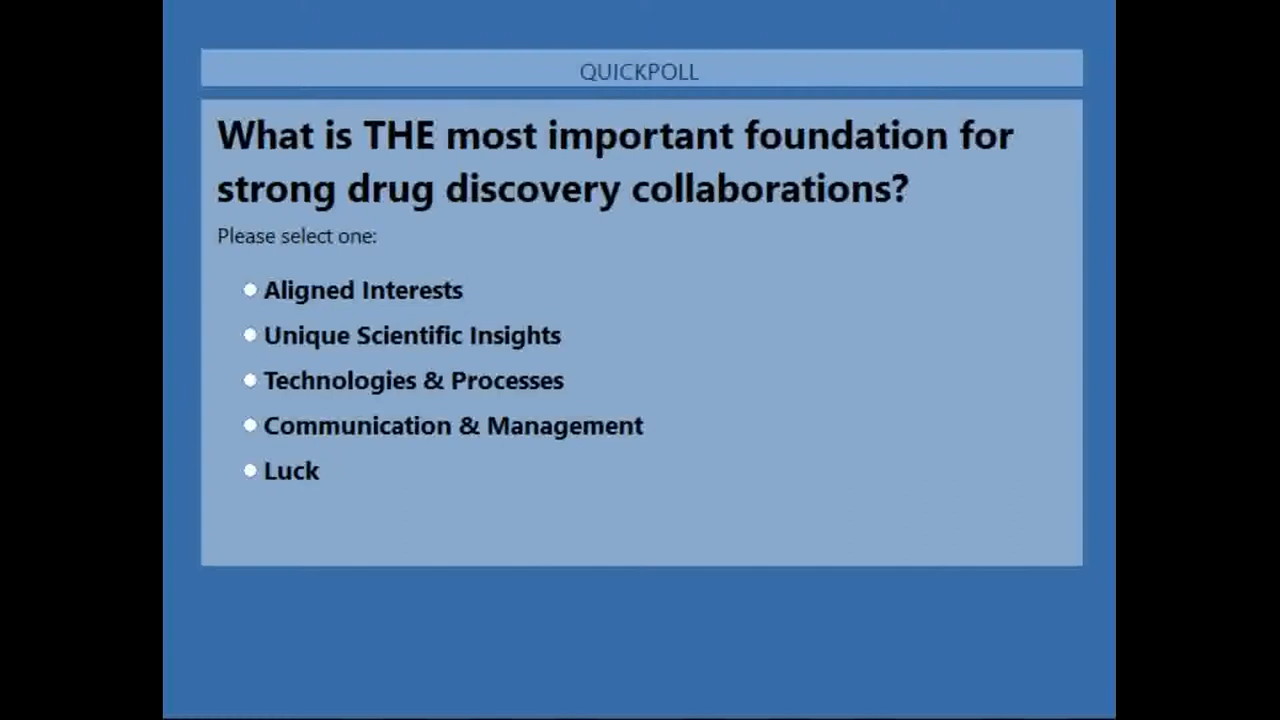 QUICKPOLL
What is THE most important foundation for
strong drug discovery collaborations?
Please select one:
Aligned Interests
Unique Scientific Insights
Technologies & Processes
Communication & Management
Luck